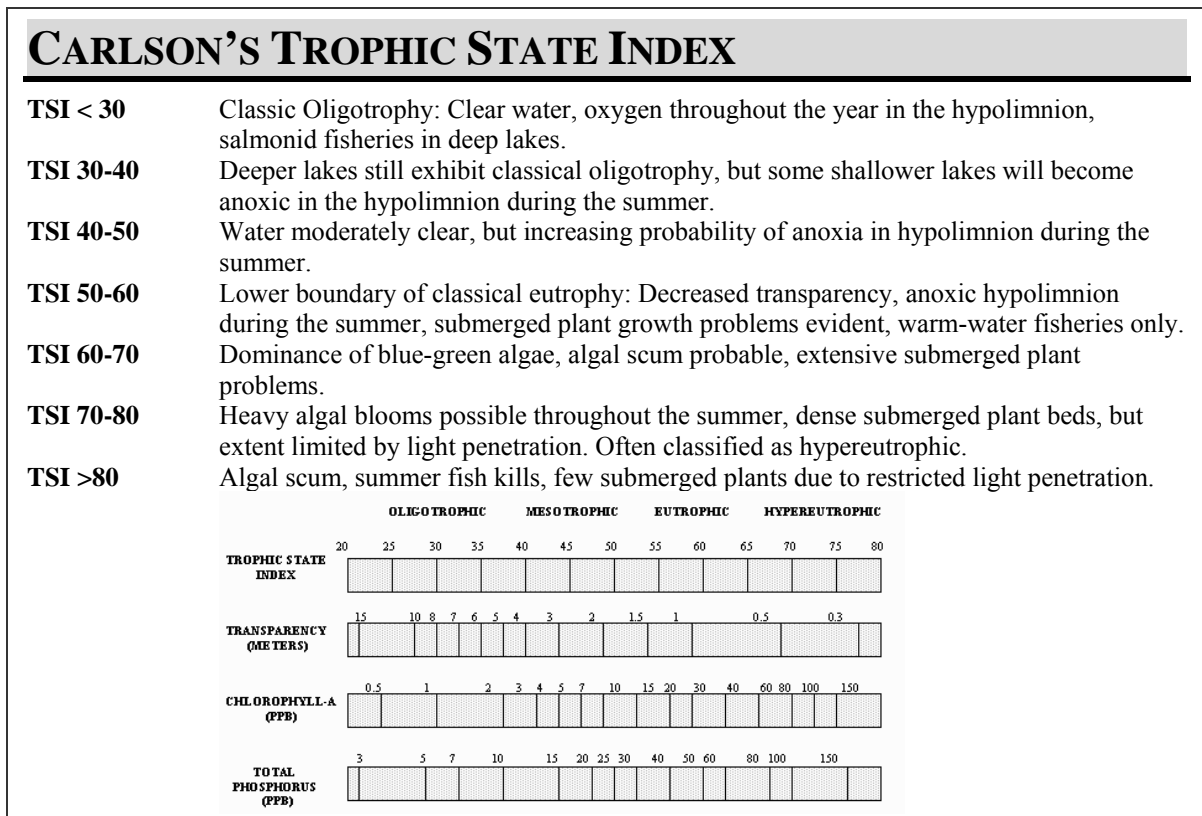 CARLSON'S TROPHIC STATE INDEX
TSI < 30 Classic Oligotrophy: Clear water, oxygen throughout the year in the hypolimnion,
salmonid fisheries in deep lakes.
TSI 30-40 Deeper lakes still exhibit classical oligotrophy, but some shallower lakes will become
anoxic in the hypolimnion during the summer.
TSI 40-50 Water moderately clear, but increasing probability of anoxia in hypolimnion during the
summer.
TSI 50-60 Lower boundary of classical eutrophy: Decreased transparency, anoxic hypolimnion
during the summer, submerged plant growth problems evident, warm-water fisheries only.
TSI 60-70 Dominance of blue-green algae, algal scum probable, extensive submerged plant
problems.
TSI 70-80 Heavy algal blooms possible throughout the summer, dense submerged plant beds, but
extent limited by light penetration. Often classified as hypereutrophic.
TSI >80 Algal scum, summer fish kills, few submerged plants due to restricted light penetration.
OLIGOTROPHIC MESOTROPHIC EUTROPHIC HYPEREUTROPHIC
20 25 30 35 40 45 50 55 60 65 70 75 80
TROPHIC STATE
INDEX
15 10 8 7 6 5 4 3 2 1.5 1 0.5 0.3
TRANSPARENCY
(METERS)
0.5 1 2 3 4 5 7 10 15 20 30 40 60 80 100 150
CHLOROPHYLL-A
(PPB)
3 5 7 10 15 20 25 30 40 50 60 80 100 150
TOTAL
PHOSPHORUS
(PPB)